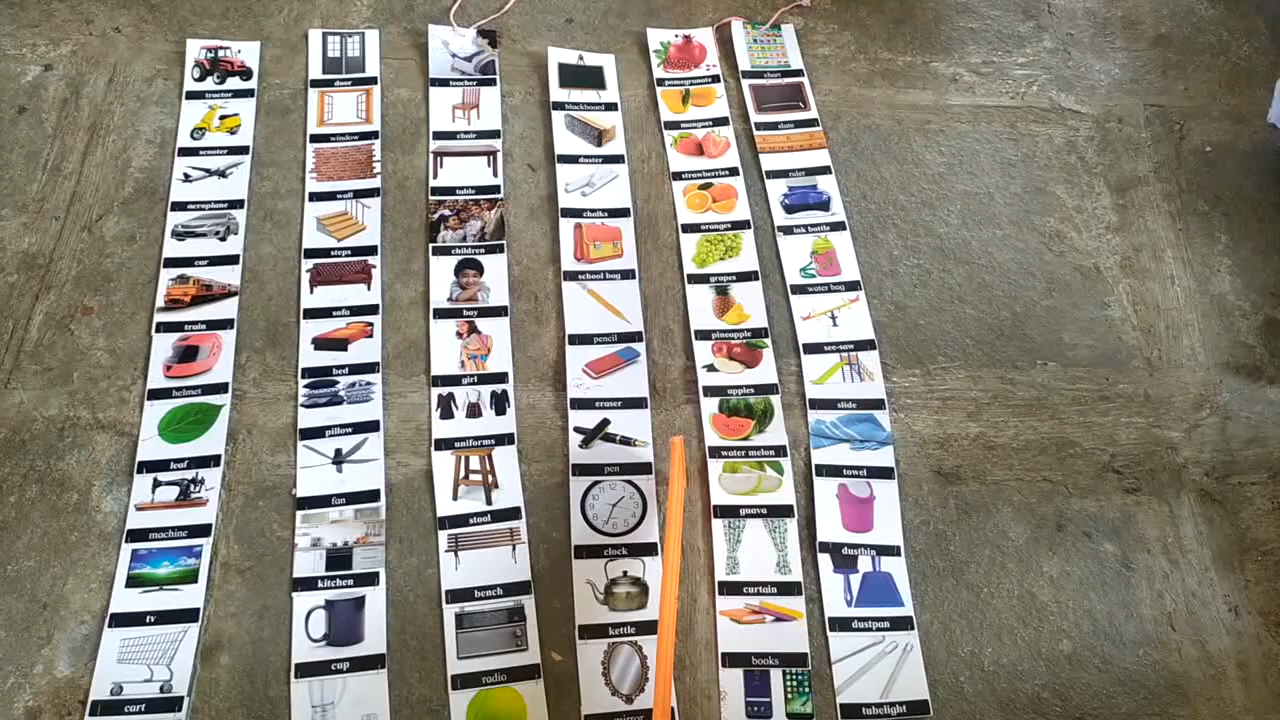 tractor
scooter
aeroplane
car
train
helmet
leaf
machine
tv
cart
door
window
wall
steps
sofa
bed
pillow
fan
kitchen
cup
teacher
chair
table
children
boy
girl
uniforms
stool
bench
radio
blackboard
duster
chalks
school bag
pencil
eraser
pen
clock
kettle
mirror
pomegranate
mangoes
strawberries
oranges
grapes
pineapple
apples
water melon
guava
curtain
books
chart
slate
ruler
ink bottle
water bag
see-saw
slide
towel
dustbin
dustpan
tubelight